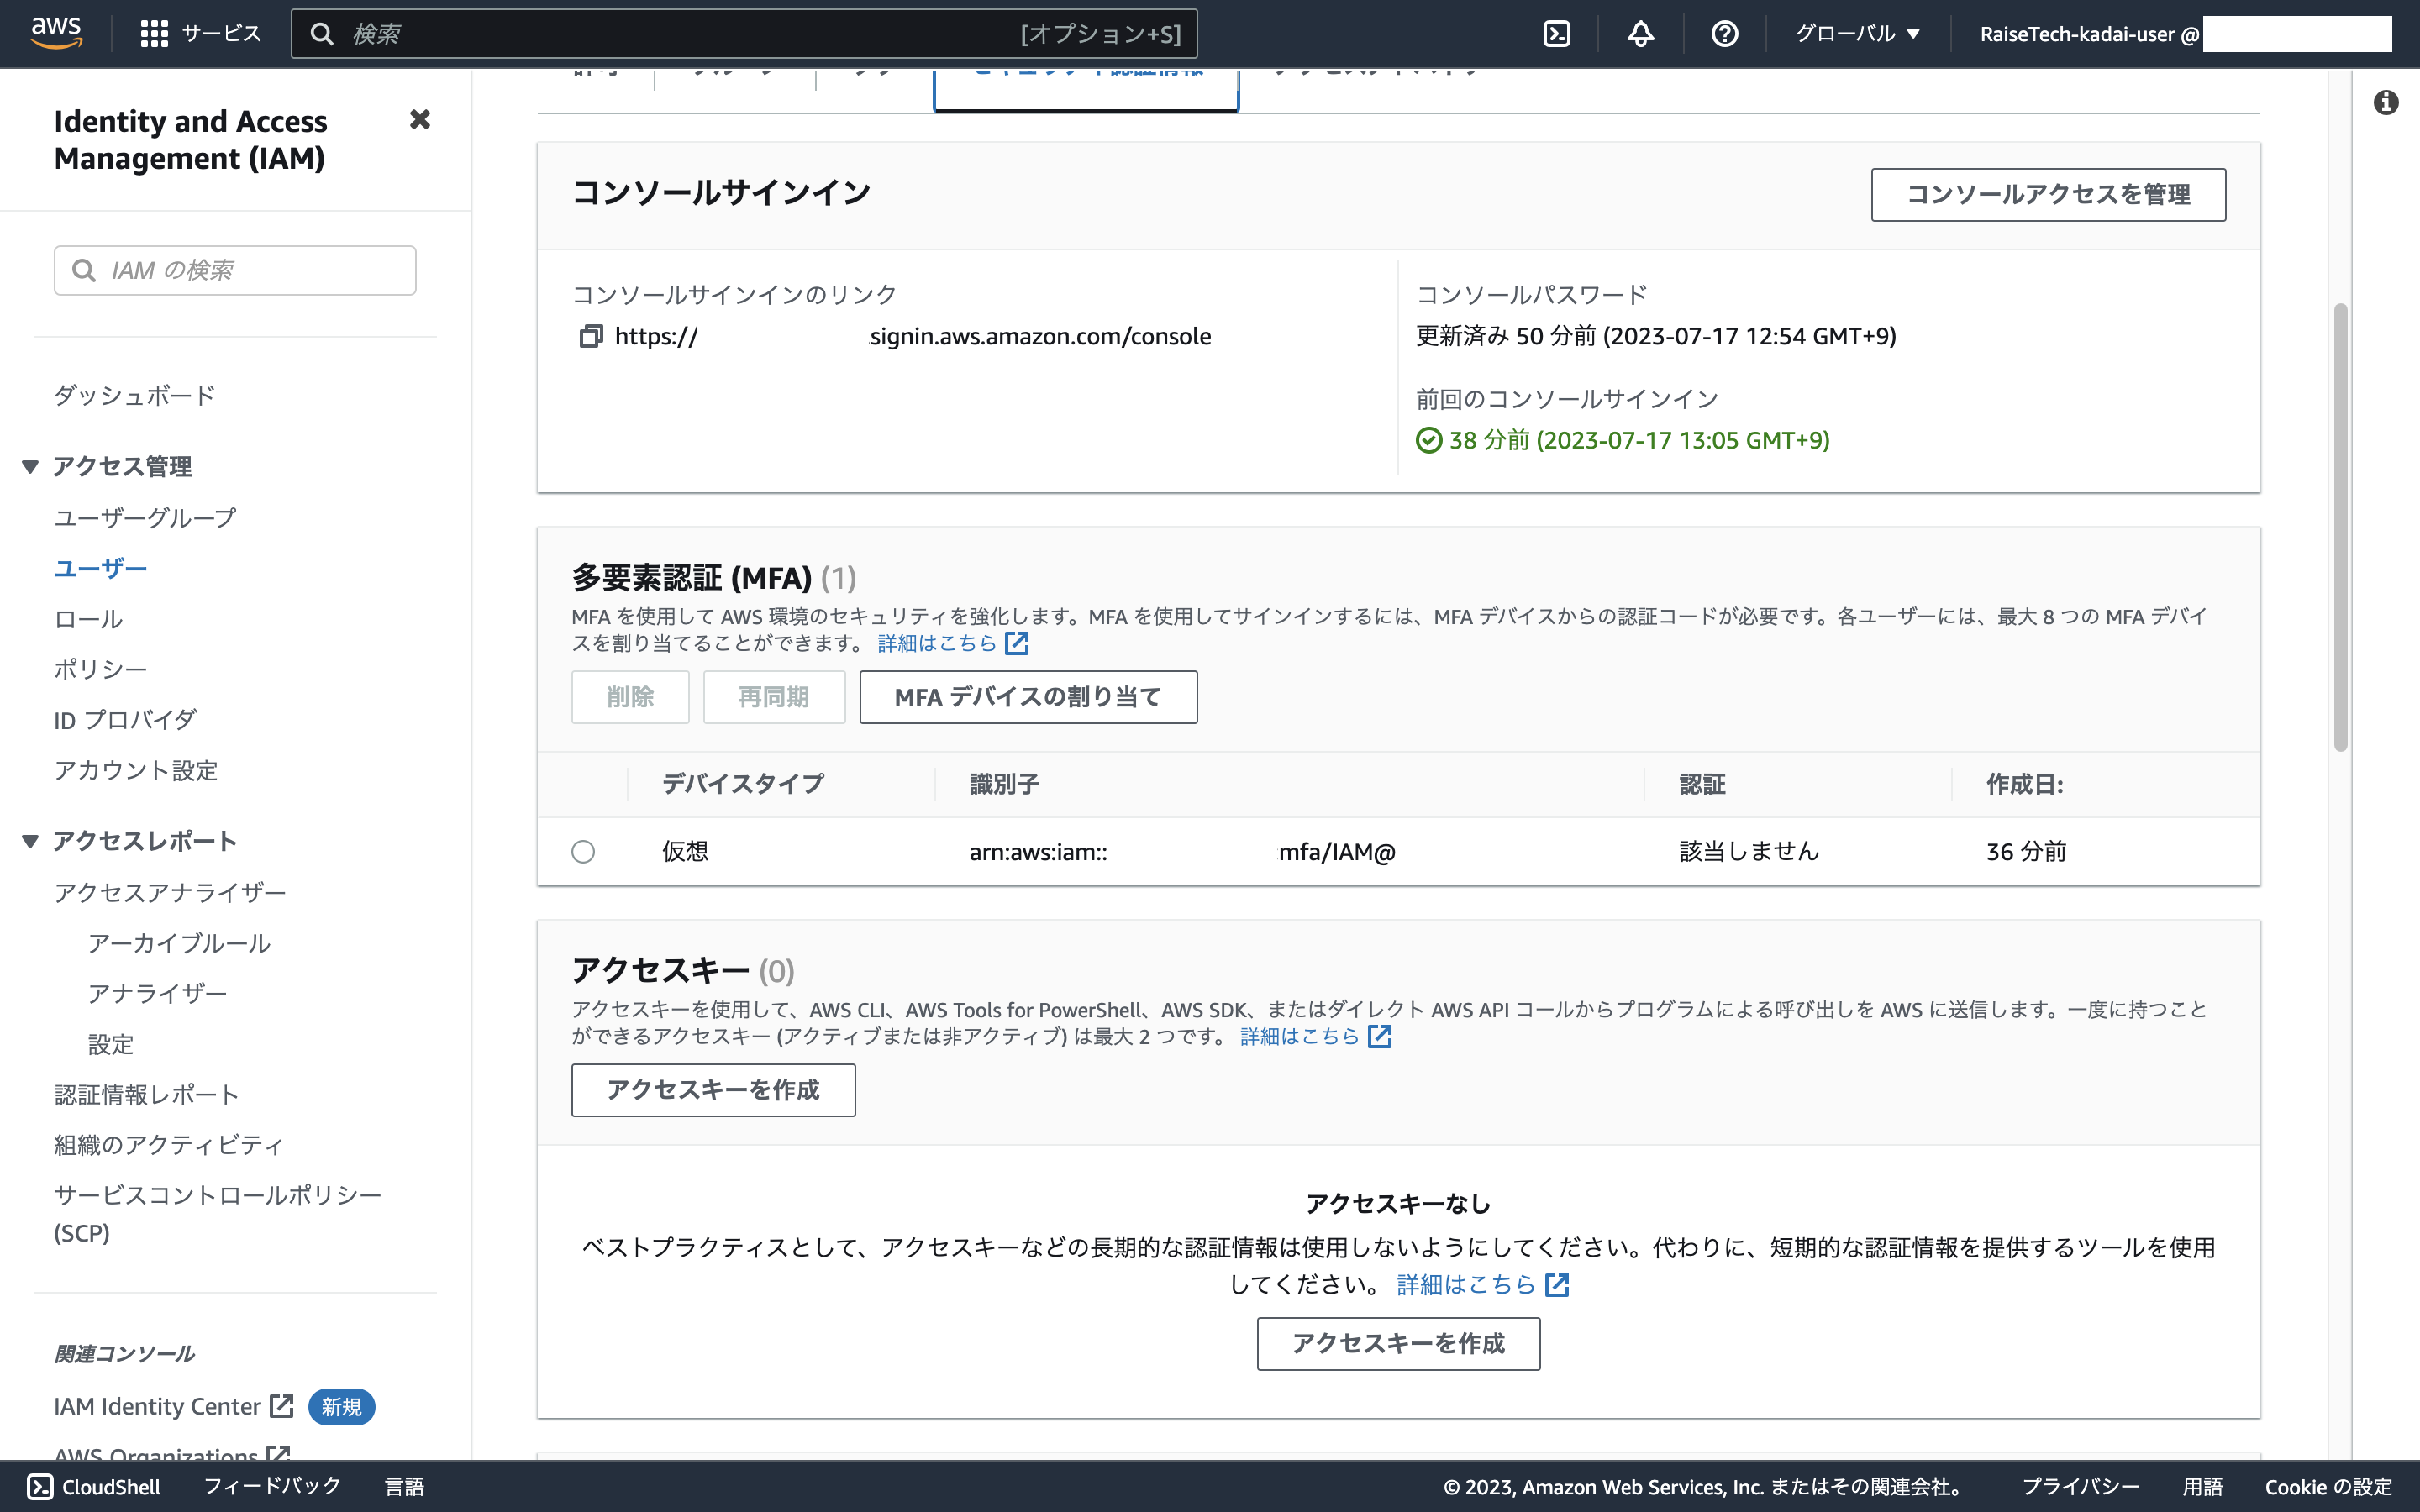 aws
サービス
検索
[オプション+S]
グローバル ▼
RaiseTech-kadai-user @
Identity and Access
Management (IAM)
IAM の検索
ダッシュボード
アクセス管理
ユーザーグループ
ユーザー
ロール
ポリシー
ID プロバイダ
アカウント設定
アクセスレポート
アクセスアナライザー
アーカイブルール
アナライザー
設定
認証情報レポート
組織のアクティビティ
サービスコントロールポリシー
(SCP)
関連コンソール
IAM Identity Center 新規
AWS Organizations
セキュリティ認証情報
コンソールサインイン
コンソールアクセスを管理
コンソールサインインのリンク
https:// signin.aws.amazon.com/console
コンソールパスワード
更新済み 50 分前 (2023-07-17 12:54 GMT+9)
前回のコンソールサインイン
38 分前 (2023-07-17 13:05 GMT+9)
多要素認証 (MFA) (1)
MFA を使用して AWS 環境のセキュリティを強化します。MFA を使用してサインインするには、MFA デバイスからの認証コードが必要です。各ユーザーには、最大 8 つの MFA デバイ
スを割り当てることができます。 詳細はこちら
削除
再同期
MFA デバイスの割り当て
デバイスタイプ 識別子 認証 作成日:
仮想 arn:aws:iam:: mfa/IAM@ 該当しません 36 分前
アクセスキー (0)
アクセスキーを使用して、AWS CLI、AWS Tools for PowerShell、AWS SDK、またはダイレクト AWS API コールからプログラムによる呼び出しを AWS に送信します。一度に持つこと
ができるアクセスキー (アクティブまたは非アクティブ) は最大 2 つです。 詳細はこちら
アクセスキーを作成
アクセスキーなし
ベストプラクティスとして、アクセスキーなどの長期的な認証情報は使用しないようにしてください。代わりに、短期的な認証情報を提供するツールを使用
してください。 詳細はこちら
アクセスキーを作成
CloudShell
フィードバック
言語
© 2023, Amazon Web Services, Inc. またはその関連会社。
プライバシー
用語
Cookie の設定